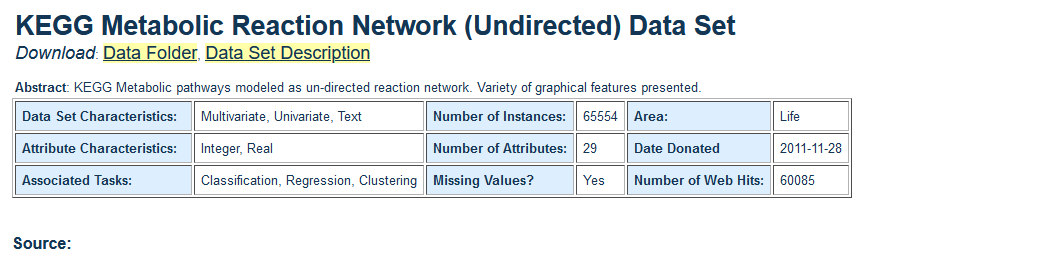 KEGG Metabolic Reaction Network (Undirected) Data Set
Download: Data Folder, Data Set Description
Abstract: KEGG Metabolic pathways modeled as un-directed reaction network. Variety of graphical features presented.
Data Set Characteristics: Multivariate, Univariate, Text Number of Instances: 65554 Area: Life
Attribute Characteristics: Integer, Real Number of Attributes: 29 Date Donated 2011-11-28
Associated Tasks: Classification, Regression, Clustering Missing Values? Yes Number of Web Hits: 60085
Source: